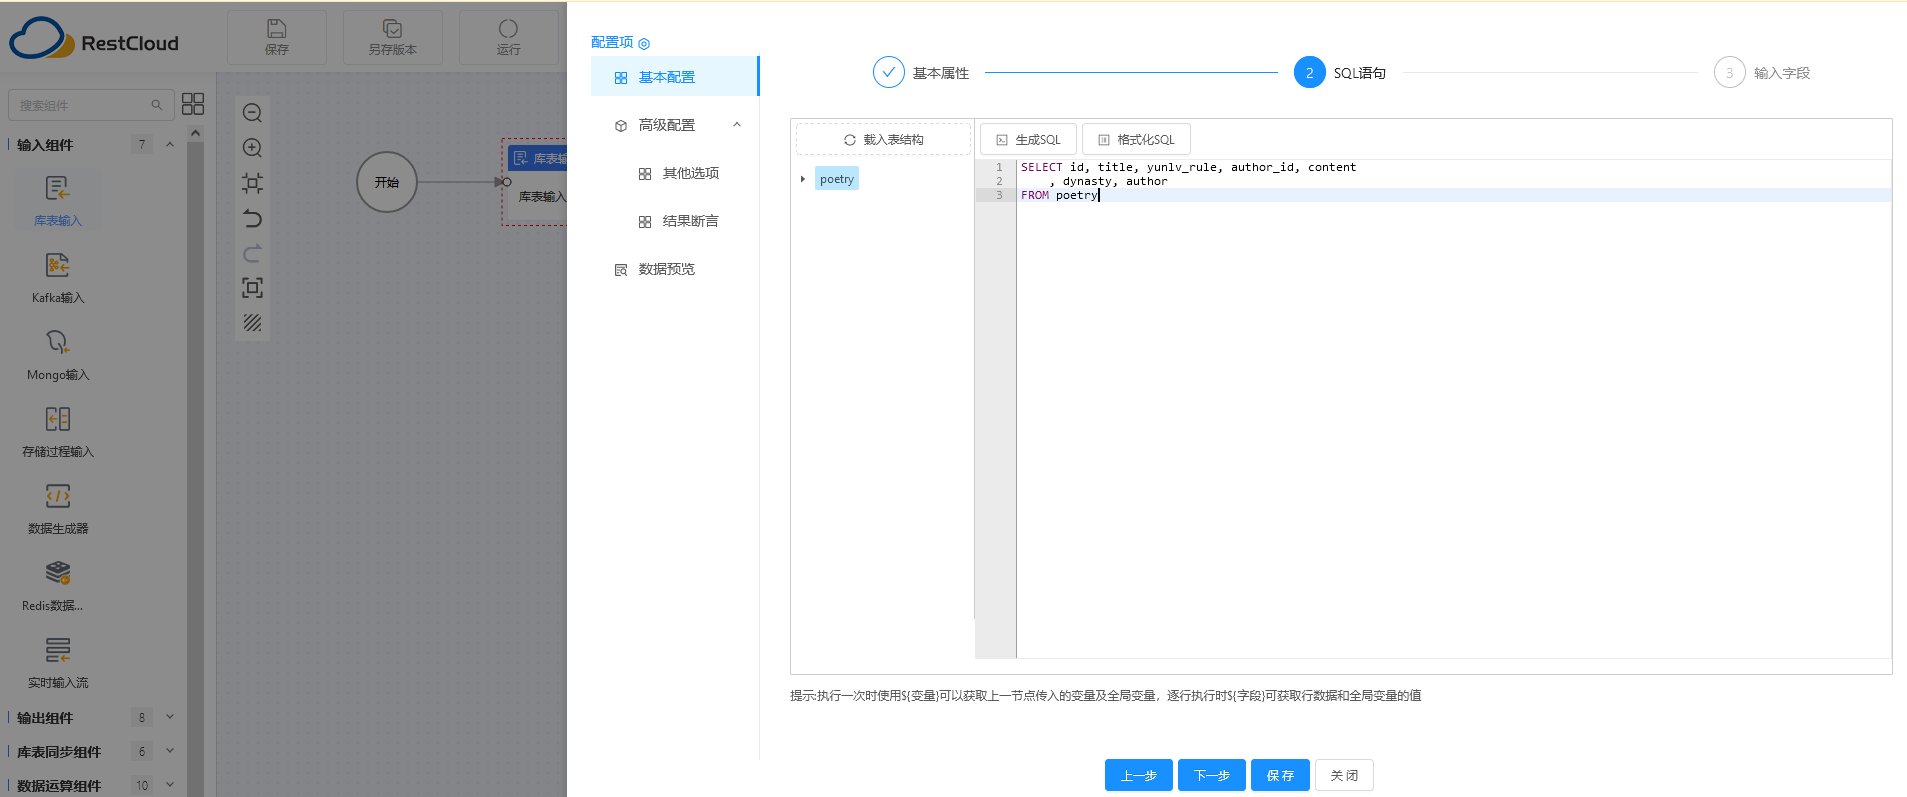 RestCloud
保存
另存版本
运行
搜索组件
输入组件 7
库表输入
Kafka输入
Mongo输入
存储过程输入
数据生成器
Redis数据...
实时输入流
输出组件 8
库表同步组件 6
数据运算组件 10
开始
库表输
库表输入
配置项
基本配置
高级配置
其他选项
结果断言
数据预览
基本属性
2 SQL语句
3 输入字段
载入表结构
生成SQL
格式化SQL
poetry
1 SELECT id, title, yunlv_rule, author_id, content
2 , dynasty, author
3 FROM poetry
提示:执行一次时使用${变量}可以获取上一节点传入的变量及全局变量，逐行执行时${字段}可获取行数据和全局变量的值
上一步
下一步
保存
关闭